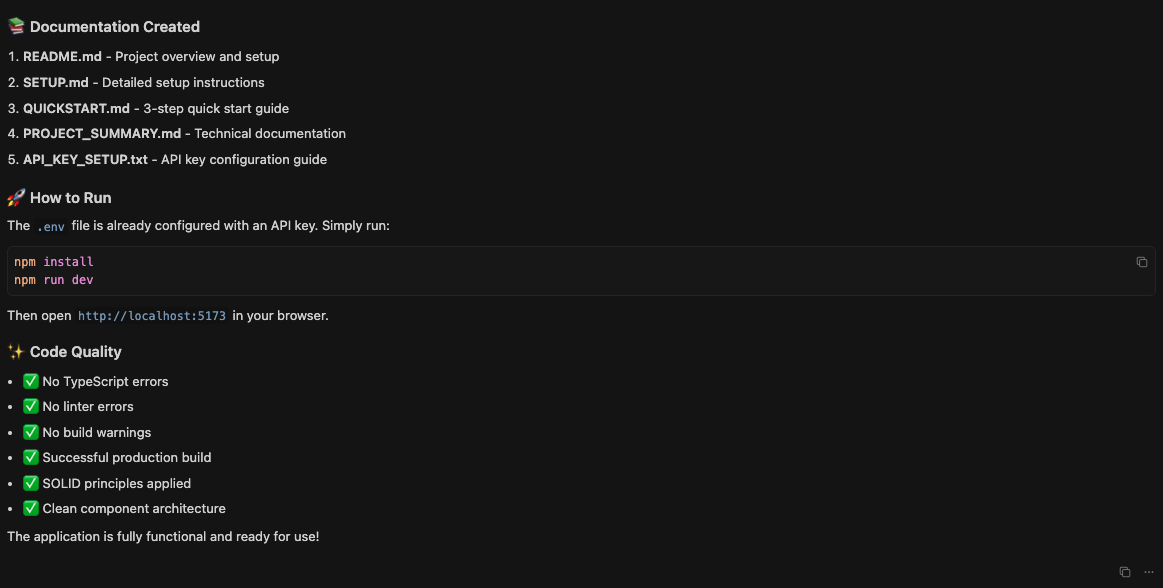 📚 Documentation Created
1. README.md - Project overview and setup
2. SETUP.md - Detailed setup instructions
3. QUICKSTART.md - 3-step quick start guide
4. PROJECT_SUMMARY.md - Technical documentation
5. API_KEY_SETUP.txt - API key configuration guide
🚀 How to Run
The .env file is already configured with an API key. Simply run:
npm install
npm run dev
Then open http://localhost:5173 in your browser.
✨ Code Quality
• ✅ No TypeScript errors
• ✅ No linter errors
• ✅ No build warnings
• ✅ Successful production build
• ✅ SOLID principles applied
• ✅ Clean component architecture
The application is fully functional and ready for use!